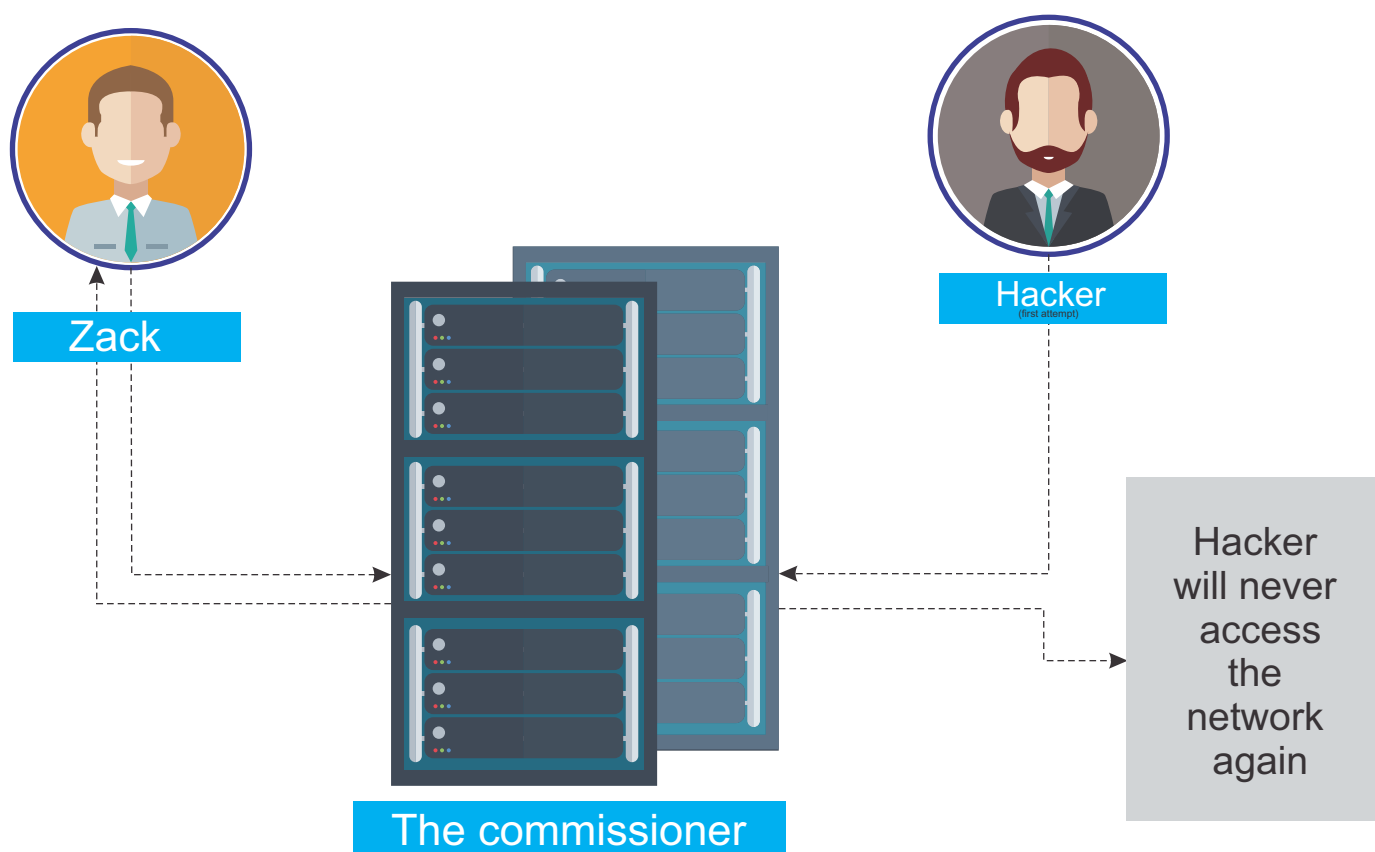 Zack
Hacker
(first attempt)
Hacker
will never
access
the
network
again
The commissioner